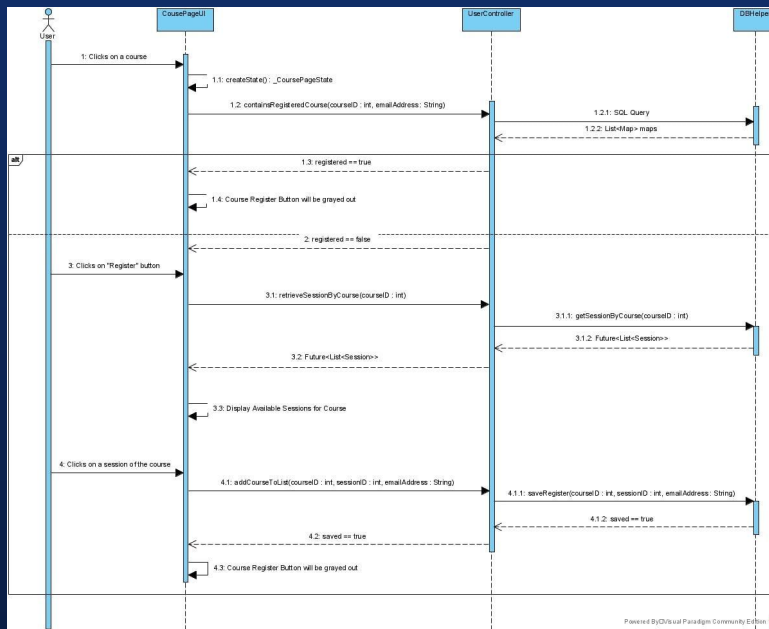 CousePageUI
UserController
DBHelper
User
1: Clicks on a course
1.1: createState() : _CoursePageState
1.2: containsRegisteredCourse(courseID : int, emailAddress : String)
1.2.1: SQL Query
1.2.2: List<Map> maps
alt
1.3: registered == true
1.4: Course Register Button will be grayed out
2: registered == false
3: Clicks on "Register" button
3.1: retrieveSessionByCourse(courseID : int)
3.1.1: getSessionByCourse(courseID : int)
3.1.2: Future<List<Session>>
3.2: Future<List<Session>>
3.3: Display Available Sessions for Course
4: Clicks on a session of the course
4.1: addCourseToList(courseID : int, sessionID : int, emailAddress : String)
4.1.1: saveRegister(courseID : int, sessionID : int, emailAddress : String)
4.1.2: saved == true
4.2: saved == true
4.3: Course Register Button will be grayed out
Powered By Visual Paradigm Community Edition